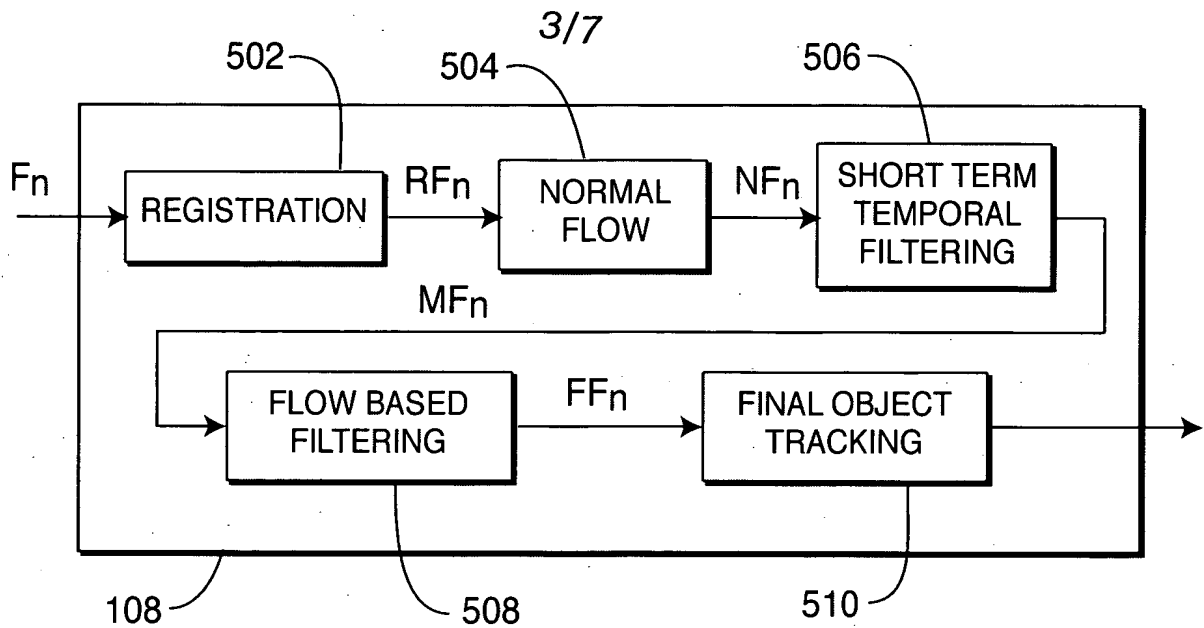 3/7
502
504
506
Fn
REGISTRATION
RFn
NORMAL
FLOW
NFn
SHORT TERM
TEMPORAL
FILTERING
MFn
FLOW BASED
FILTERING
FFn
FINAL OBJECT
TRACKING
108
508
510